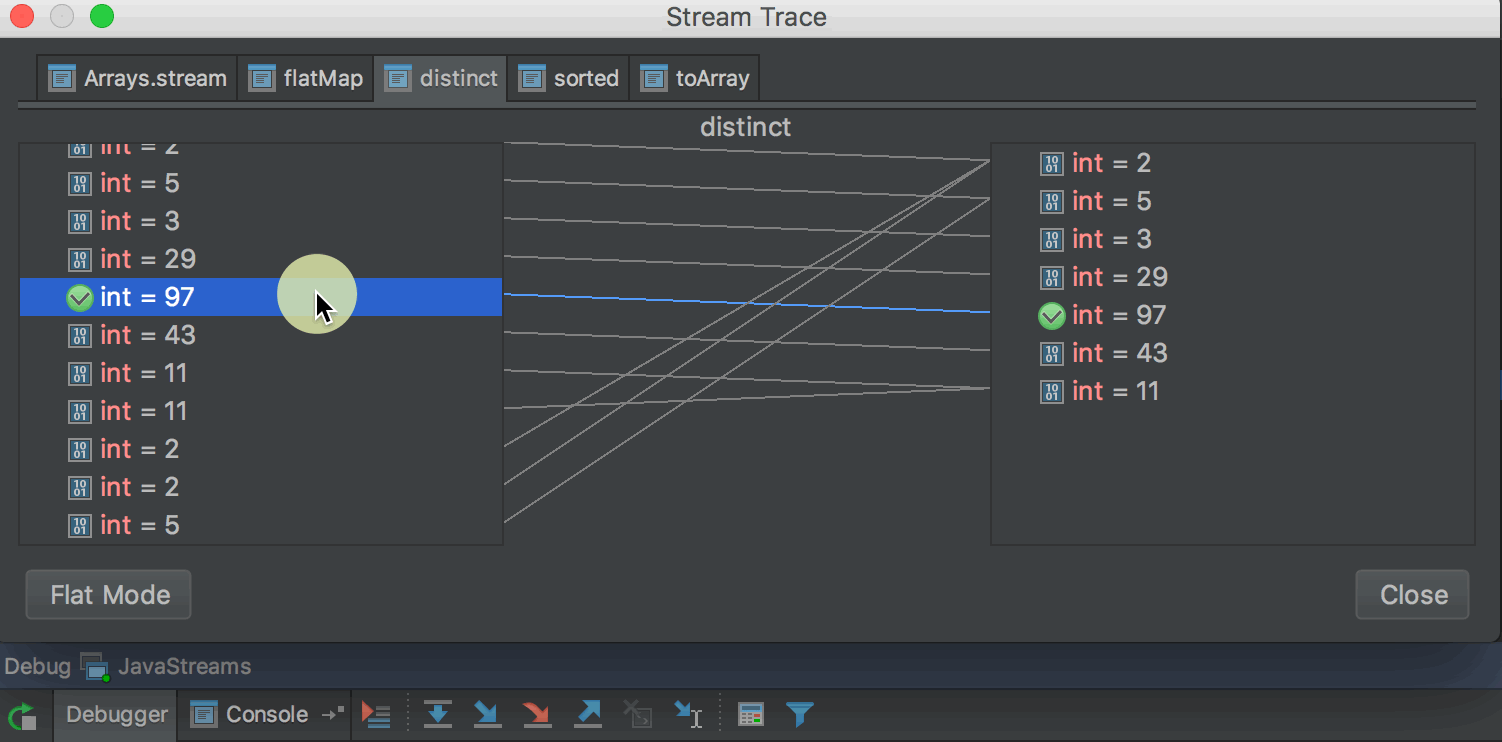 Stream Trace
Arrays.stream flatMap distinct sorted toArray
distinct
int = 2
int = 5
int = 3
int = 29
int = 97
int = 43
int = 11
int = 11
int = 2
int = 2
int = 5
int = 2
int = 5
int = 3
int = 29
int = 97
int = 43
int = 11
Flat Mode Close
Debug JavaStreams
Debugger Console